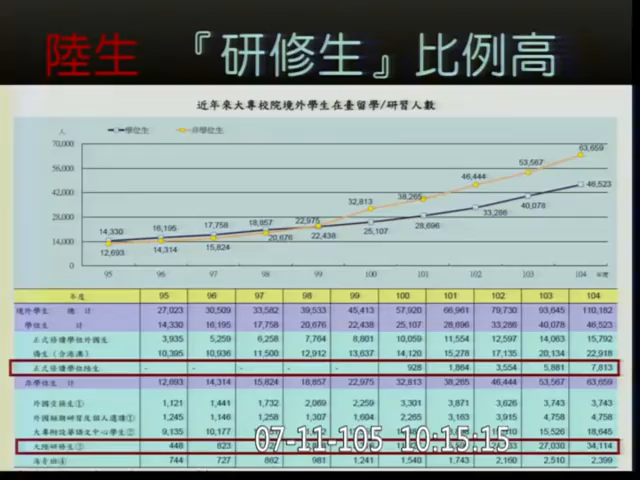 陸生 『研修生』比例高
近年來大專校院境外學生在臺留學/研習人數
人 學位生 非學位生
70,000
56,000
42,000
28,000
14,000
0
14,330 16,195 17,758 18,857 22,975 32,813 38,265 46,444 53,567 63,659
12,693 14,314 15,824 20,676 22,438 25,107 28,696 33,286 40,078 46,523
95 96 97 98 99 100 101 102 103 104 年度
年度 95 96 97 98 99 100 101 102 103 104
境外學生 總 計 27,023 30,509 33,582 39,533 45,413 57,920 66,961 79,730 93,645 110,182
學位生 計 14,330 16,195 17,758 20,676 22,438 25,107 28,696 33,286 40,078 46,523
正式修讀學位外國生 3,935 5,259 6,258 7,764 8,801 10,059 11,554 12,597 14,063 15,792
僑生(含港澳) 10,395 10,936 11,500 12,912 13,637 14,120 15,278 17,135 20,134 22,918
正式修讀學位陸生 - - - - - 928 1,864 3,554 5,881 7,813
非學位生 計 12,693 14,314 15,824 18,857 22,975 32,813 38,265 46,444 53,567 63,659
外國交換生① 1,121 1,441 1,732 2,069 2,259 3,301 3,871 3,626 3,743 3,743
外國短期研習及個人選讀① 1,245 1,146 1,258 1,307 1,604 2,265 3,163 3,915 4,758 4,758
大專附設華語文中心學生② 9,135 10,177 15,526 18,645
大陸研修生③ 448 823 27,030 34,114
海青班④ 744 727 862 981 1,241 1,540 1,743 2,160 2,510 2,399
07-11-105 10:15:15